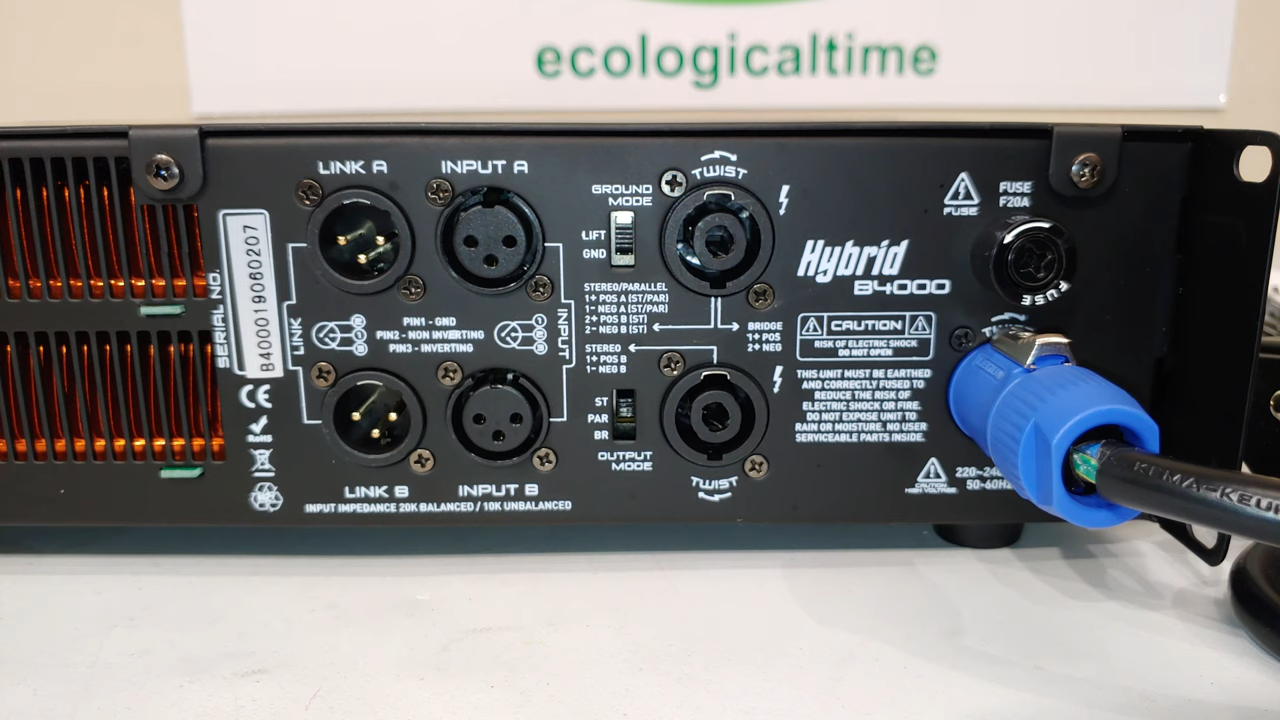 ecologicaltime
LINK A
INPUT A
GROUND
MODE
LIFT
GND
TWIST
FUSE
FUSE
F20A
FUSE
Hybrid
B4000
SERIAL NO.
B400019060207
LINK
PIN1 - GND
PIN2 - NON INVERTING
PIN3 - INVERTING
INPUT
STEREO/PARALLEL
1+ POS A (ST/PAR)
1- NEG A (ST/PAR)
2+ POS B (ST)
2- NEG B (ST)
BRIDGE
1+ POS
2+ NEG
STEREO
1+ POS B
1- NEG B
CAUTION
RISK OF ELECTRIC SHOCK
DO NOT OPEN
THIS UNIT MUST BE EARTHED
AND CORRECTLY FUSED TO
REDUCE THE RISK OF
ELECTRIC SHOCK OR FIRE.
DO NOT EXPOSE UNIT TO
RAIN OR MOISTURE. NO USER
SERVICEABLE PARTS INSIDE.
CE
RoHS
ST
PAR
BR
OUTPUT
MODE
TWIST
CAUTION
HIGH VOLTAGE
50-60HZ
LINK B
INPUT B
INPUT IMPEDANCE 20K BALANCED / 10K UNBALANCED
KEMA-KEUR